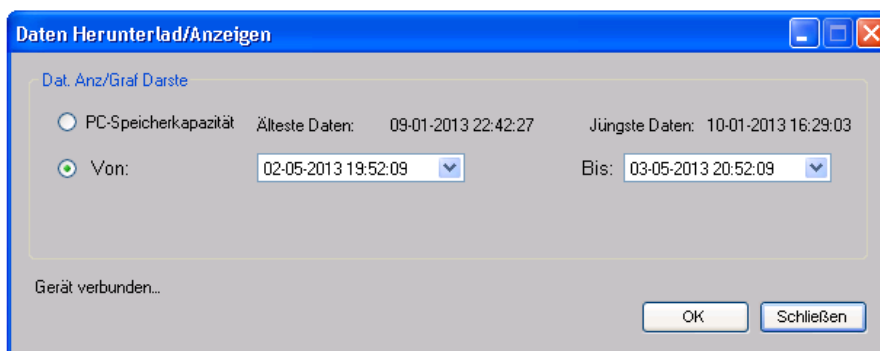 Daten Herunterlad/Anzeigen
Dat. Anz/Graf Darste
PC-Speicherkapazität Älteste Daten: 09-01-2013 22:42:27 Jüngste Daten: 10-01-2013 16:29:03
Von: 02-05-2013 19:52:09 Bis: 03-05-2013 20:52:09
Gerät verbunden...
OK Schließen